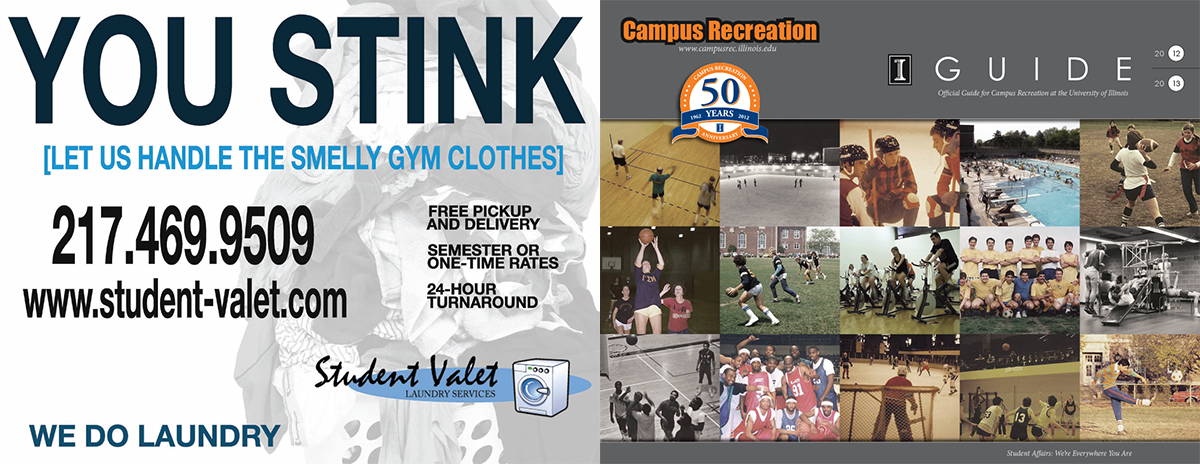 YOU STINK
[LET US HANDLE THE SMELLY GYM CLOTHES]
217.469.9509
www.student-valet.com
FREE PICKUP
AND DELIVERY
SEMESTER OR
ONE-TIME RATES
24-HOUR
TURNAROUND
Student Valet
LAUNDRY SERVICES
WE DO LAUNDRY
Campus Recreation
www.campusrec.illinois.edu
CAMPUS RECREATION
50
YEARS
1962 2012
I
ANNIVERSARY
I GUIDE
Official Guide for Campus Recreation at the University of Illinois
20 12
20 13
91
13
Student Affairs: We're Everywhere You Are